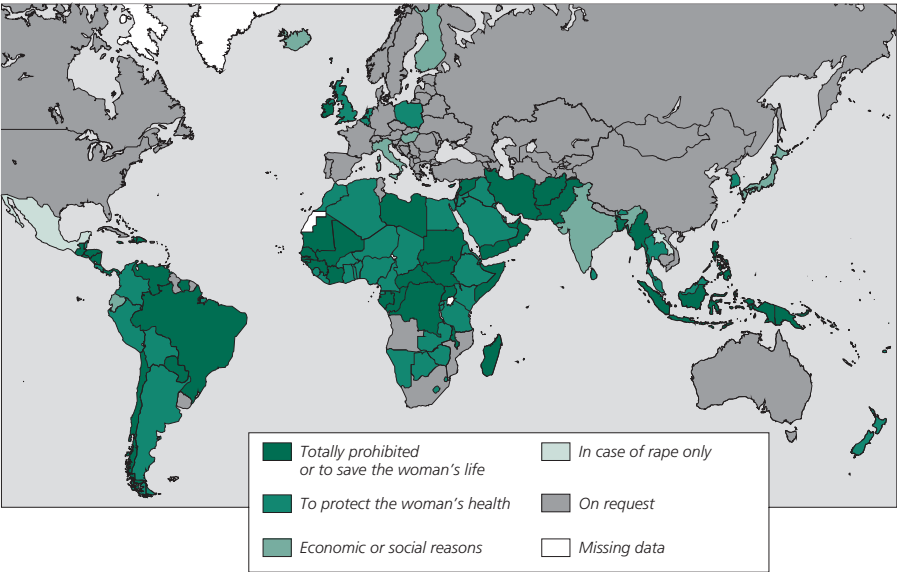 Totally prohibited
or to save the woman's life
To protect the woman's health
Economic or social reasons
In case of rape only
On request
Missing data